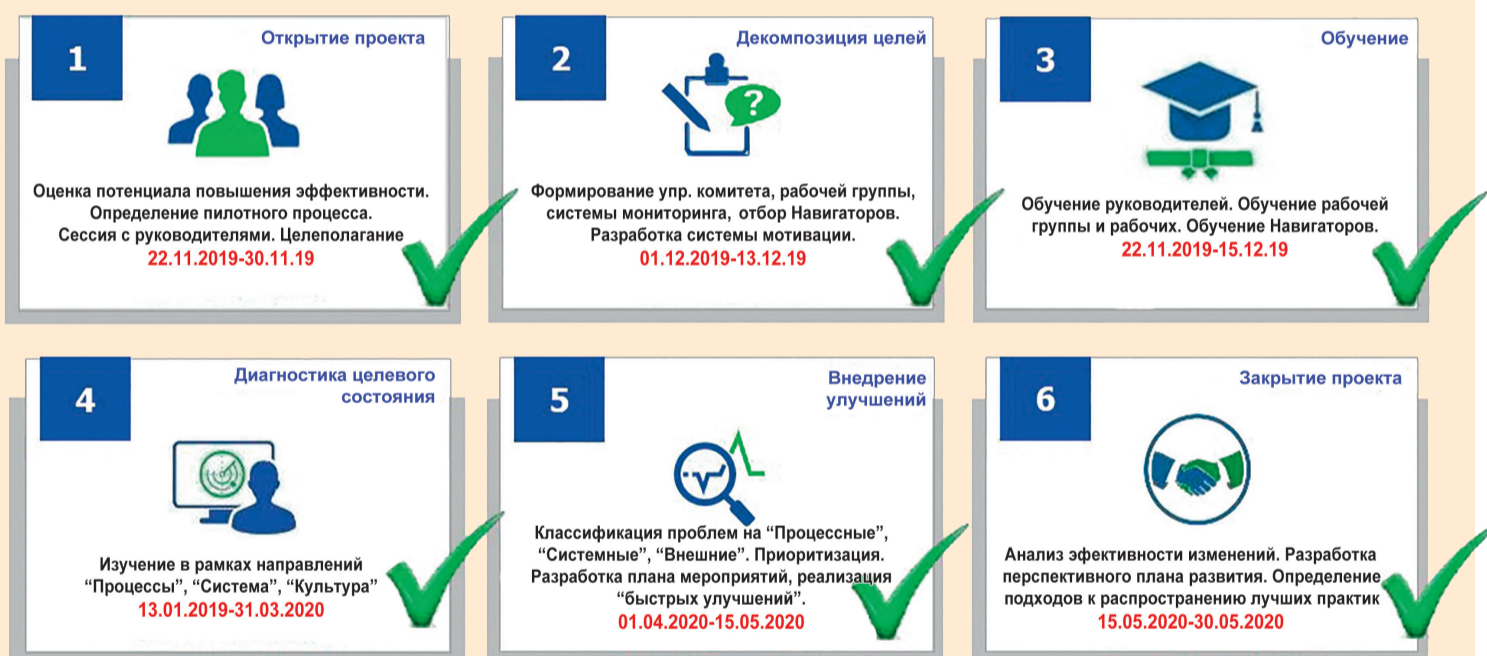 1
Открытие проекта
Оценка потенциала повышения эффективности.
Определение пилотного процесса.
Сессия с руководителями. Целеполагание
22.11.2019-30.11.19
2
Декомпозиция целей
?
Формирование упр. комитета, рабочей группы,
системы мониторинга, отбор Навигаторов.
Разработка системы мотивации.
01.12.2019-13.12.19
3
Обучение
Обучение руководителей. Обучение рабочей
группы и рабочих. Обучение Навигаторов.
22.11.2019-15.12.19
4
Диагностика целевого
состояния
Изучение в рамках направлений
“Процессы”, “Система”, “Культура”
13.01.2019-31.03.2020
5
Внедрение
улучшений
Классификация проблем на “Процессные”,
“Системные”, “Внешние”. Приоритизация.
Разработка плана мероприятий, реализация
“быстрых улучшений”.
01.04.2020-15.05.2020
6
Закрытие проекта
Анализ эфективности изменений. Разработка
перспективного плана развития. Определение
подходов к распространению лучших практик
15.05.2020-30.05.2020